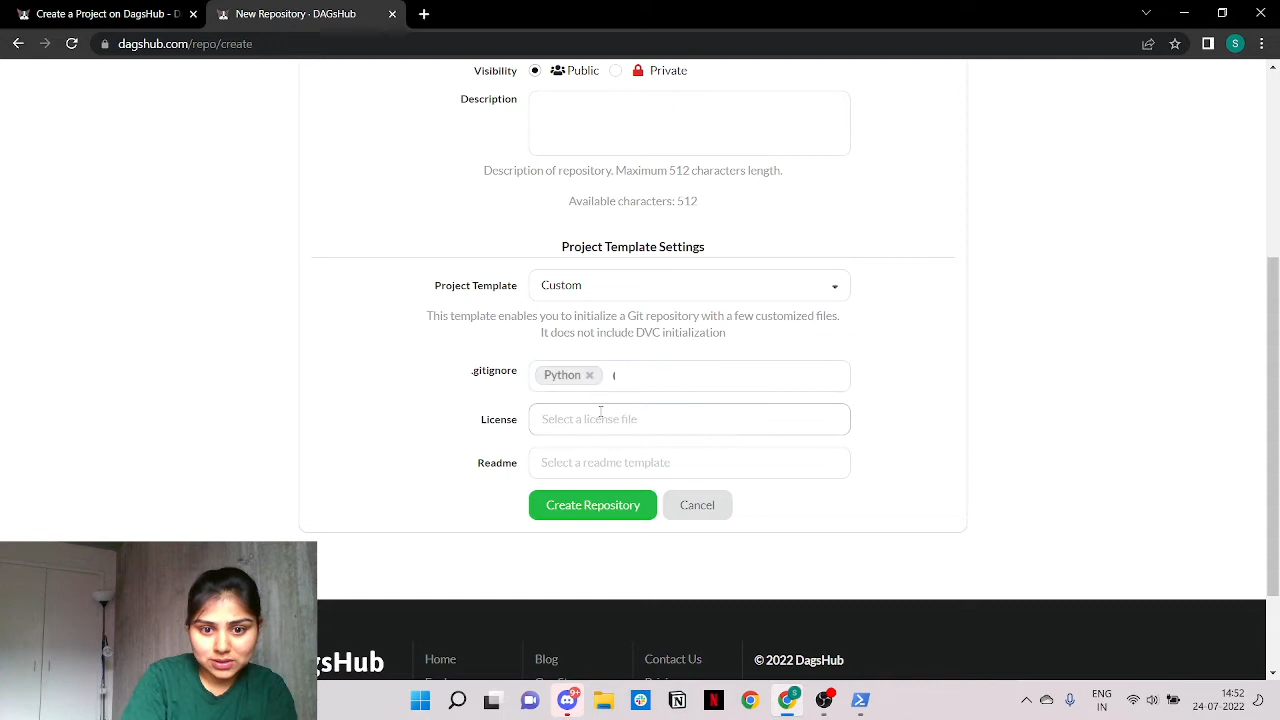 Create a Project on DagsHub - D
New Repository · DAGsHub
dagshub.com/repo/create
S
Visibility Public Private
Description
Description of repository. Maximum 512 characters length.
Available characters: 512
Project Template Settings
Project Template Custom
This template enables you to initialize a Git repository with a few customized files.
It does not include DVC initialization
.gitignore Python (
License Select a license file
Readme Select a readme template
Create Repository Cancel
agsHub Home Blog Contact Us © 2022 DagsHub
ENG
IN
14:52
24-07-2022